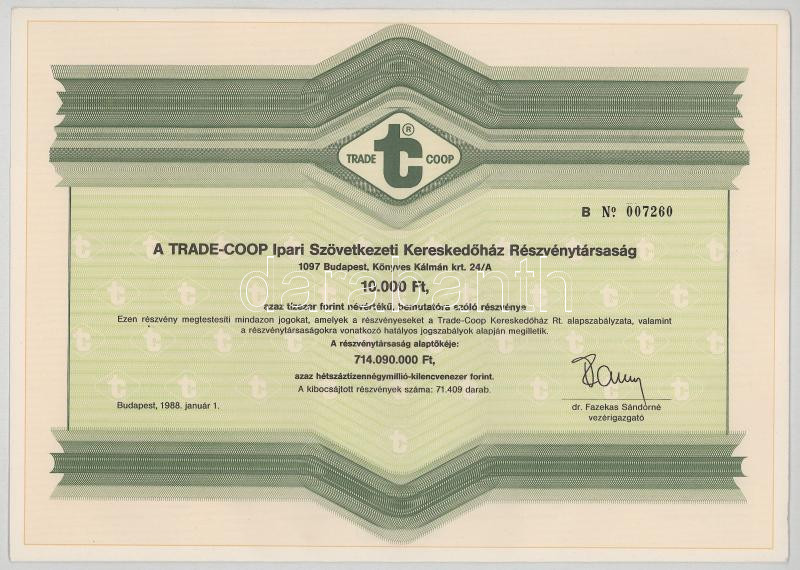 ®
TRADE tc COOP
B Nº 007260
A TRADE-COOP Ipari Szövetkezeti Kereskedőház Részvénytársaság
1097 Budapest, Könyves Kálmán krt. 24/A
10.000 Ft,
azaz tízezer forint névértékű, bemutatóra szóló részvénye
Ezen részvény megtestesíti mindazon jogokat, amelyek a részvényeseket a Trade-Coop Kereskedőház Rt. alapszabályzata, valamint
a részvénytársaságokra vonatkozó hatályos jogszabályok alapján megilletik.
A részvénytársaság alaptőkéje:
714.090.000 Ft,
azaz hétszáztizennégymillió-kilencvenezer forint.
A kibocsájtott részvények száma: 71.409 darab.
Budapest, 1988. január 1.
dr. Fazekas Sándorné
vezérigazgató
darabanth